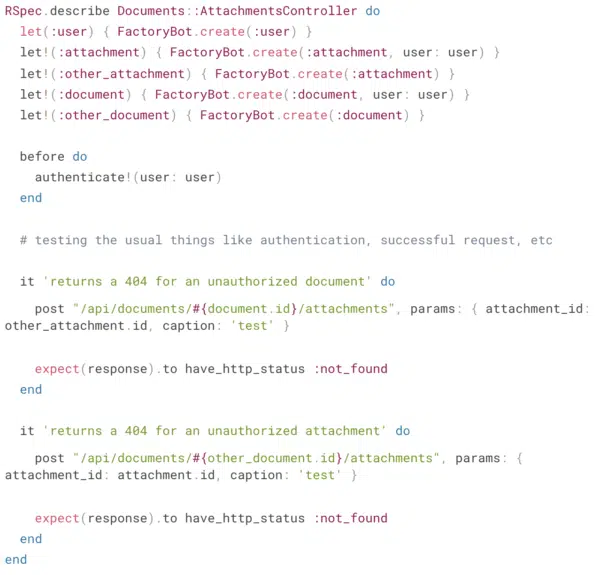 RSpec.describe Documents::AttachmentsController do
  let(:user) { FactoryBot.create(:user) }
  let!(:attachment) { FactoryBot.create(:attachment, user: user) }
  let!(:other_attachment) { FactoryBot.create(:attachment) }
  let!(:document) { FactoryBot.create(:document, user: user) }
  let!(:other_document) { FactoryBot.create(:document) }

  before do
    authenticate!(user: user)
  end

  # testing the usual things like authentication, successful request, etc

  it 'returns a 404 for an unauthorized document' do
    post "/api/documents/#{document.id}/attachments", params: { attachment_id:
other_attachment.id, caption: 'test' }

    expect(response).to have_http_status :not_found
  end

  it 'returns a 404 for an unauthorized attachment' do
    post "/api/documents/#{other_document.id}/attachments", params: {
attachment_id: attachment.id, caption: 'test' }

    expect(response).to have_http_status :not_found
  end
end